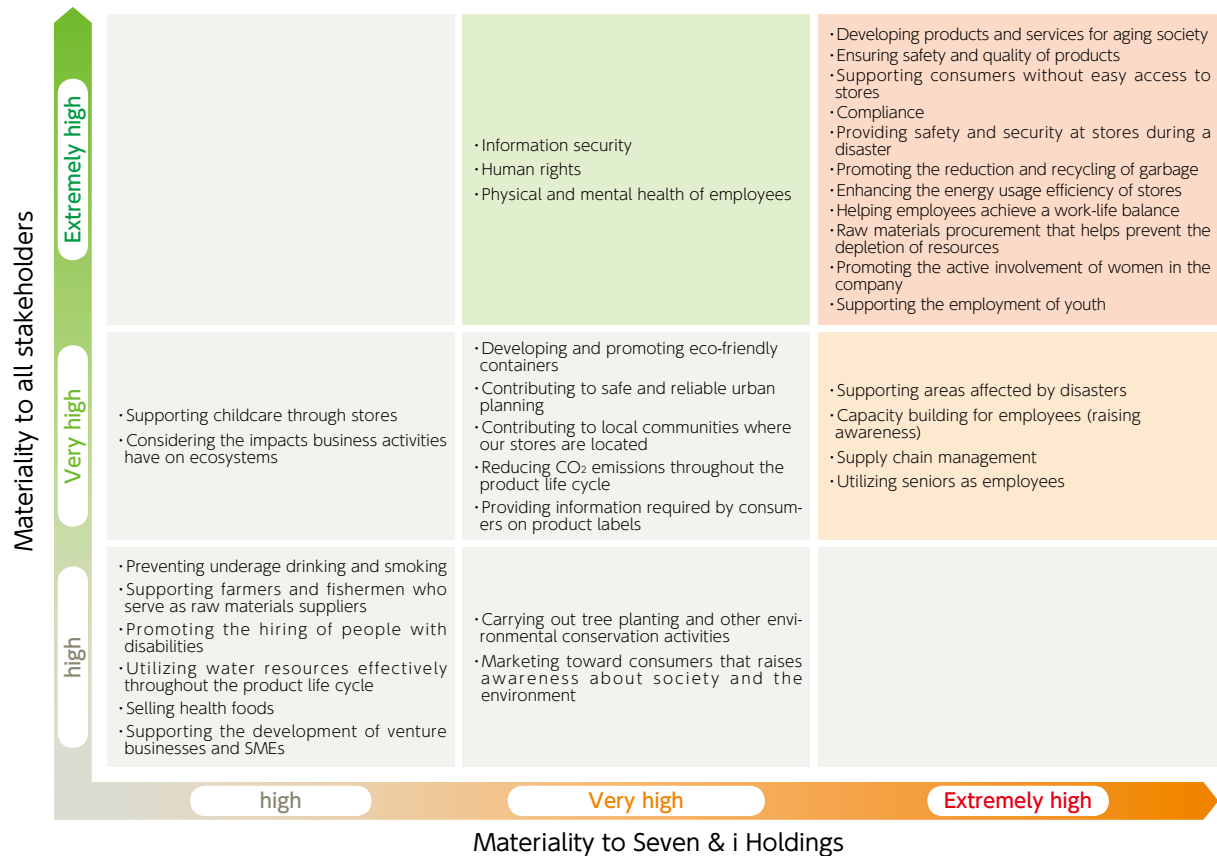 Materiality to all stakeholders
Extremely high
Very high
high
・Information security
・Human rights
・Physical and mental health of employees
・Developing products and services for aging society
・Ensuring safety and quality of products
・Supporting consumers without easy access to
stores
・Compliance
・Providing safety and security at stores during a
disaster
・Promoting the reduction and recycling of garbage
・Enhancing the energy usage efficiency of stores
・Helping employees achieve a work-life balance
・Raw materials procurement that helps prevent the
depletion of resources
・Promoting the active involvement of women in the
company
・Supporting the employment of youth
・Supporting childcare through stores
・Considering the impacts business activities
have on ecosystems
・Developing and promoting eco-friendly
containers
・Contributing to safe and reliable urban
planning
・Contributing to local communities where
our stores are located
・Reducing CO₂ emissions throughout the
product life cycle
・Providing information required by consum-
ers on product labels
・Supporting areas affected by disasters
・Capacity building for employees (raising
awareness)
・Supply chain management
・Utilizing seniors as employees
・Preventing underage drinking and smoking
・Supporting farmers and fishermen who
serve as raw materials suppliers
・Promoting the hiring of people with
disabilities
・Utilizing water resources effectively
throughout the product life cycle
・Selling health foods
・Supporting the development of venture
businesses and SMEs
・Carrying out tree planting and other envi-
ronmental conservation activities
・Marketing toward consumers that raises
awareness about society and the
environment
high
Very high
Extremely high
Materiality to Seven & i Holdings